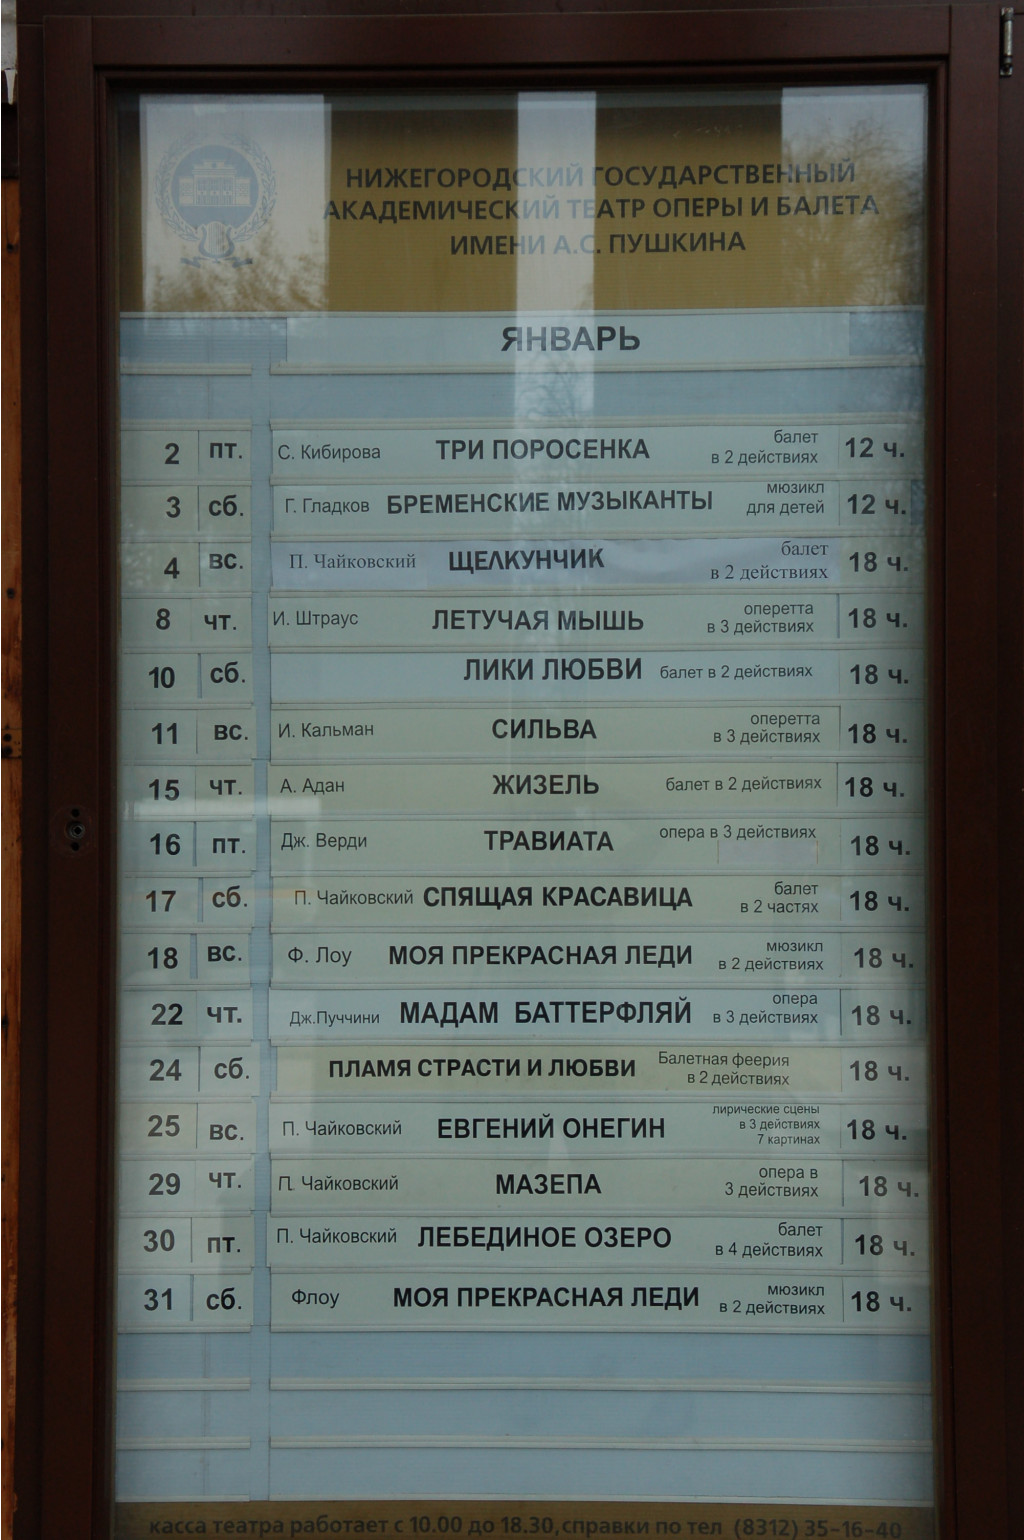 НИЖЕГОРОДСКИЙ ГОСУДАРСТВЕННЫЙ
АКАДЕМИЧЕСКИЙ ТЕАТР ОПЕРЫ И БАЛЕТА
ИМЕНИ А.С. ПУШКИНА
ЯНВАРЬ
2 пт. С. Кибирова ТРИ ПОРОСЕНКА балет в 2 действиях 12 ч.
3 сб. Г. Гладков БРЕМЕНСКИЕ МУЗЫКАНТЫ мюзикл для детей 12 ч.
4 вс. П. Чайковский ЩЕЛКУНЧИК балет в 2 действиях 18 ч.
8 чт. И. Штраус ЛЕТУЧАЯ МЫШЬ оперетта в 3 действиях 18 ч.
10 сб. ЛИКИ ЛЮБВИ балет в 2 действиях 18 ч.
11 вс. И. Кальман СИЛЬВА оперетта в 3 действиях 18 ч.
15 чт. А. Адан ЖИЗЕЛЬ балет в 2 действиях 18 ч.
16 пт. Дж. Верди ТРАВИАТА опера в 3 действиях 18 ч.
17 сб. П. Чайковский СПЯЩАЯ КРАСАВИЦА балет в 2 частях 18 ч.
18 вс. Ф. Лоу МОЯ ПРЕКРАСНАЯ ЛЕДИ мюзикл в 2 действиях 18 ч.
22 чт. Дж.Пуччини МАДАМ БАТТЕРФЛЯЙ опера в 3 действиях 18 ч.
24 сб. ПЛАМЯ СТРАСТИ И ЛЮБВИ Балетная феерия в 2 действиях 18 ч.
25 вс. П. Чайковский ЕВГЕНИЙ ОНЕГИН лирические сцены в 3 действиях 7 картинах 18 ч.
29 чт. П. Чайковский МАЗЕПА опера в 3 действиях 18 ч.
30 пт. П. Чайковский ЛЕБЕДИНОЕ ОЗЕРО балет в 4 действиях 18 ч.
31 сб. Флоу МОЯ ПРЕКРАСНАЯ ЛЕДИ мюзикл в 2 действиях 18 ч.
касса театра работает с 10.00 до 18.30, справки по тел (8312) 35-16-40